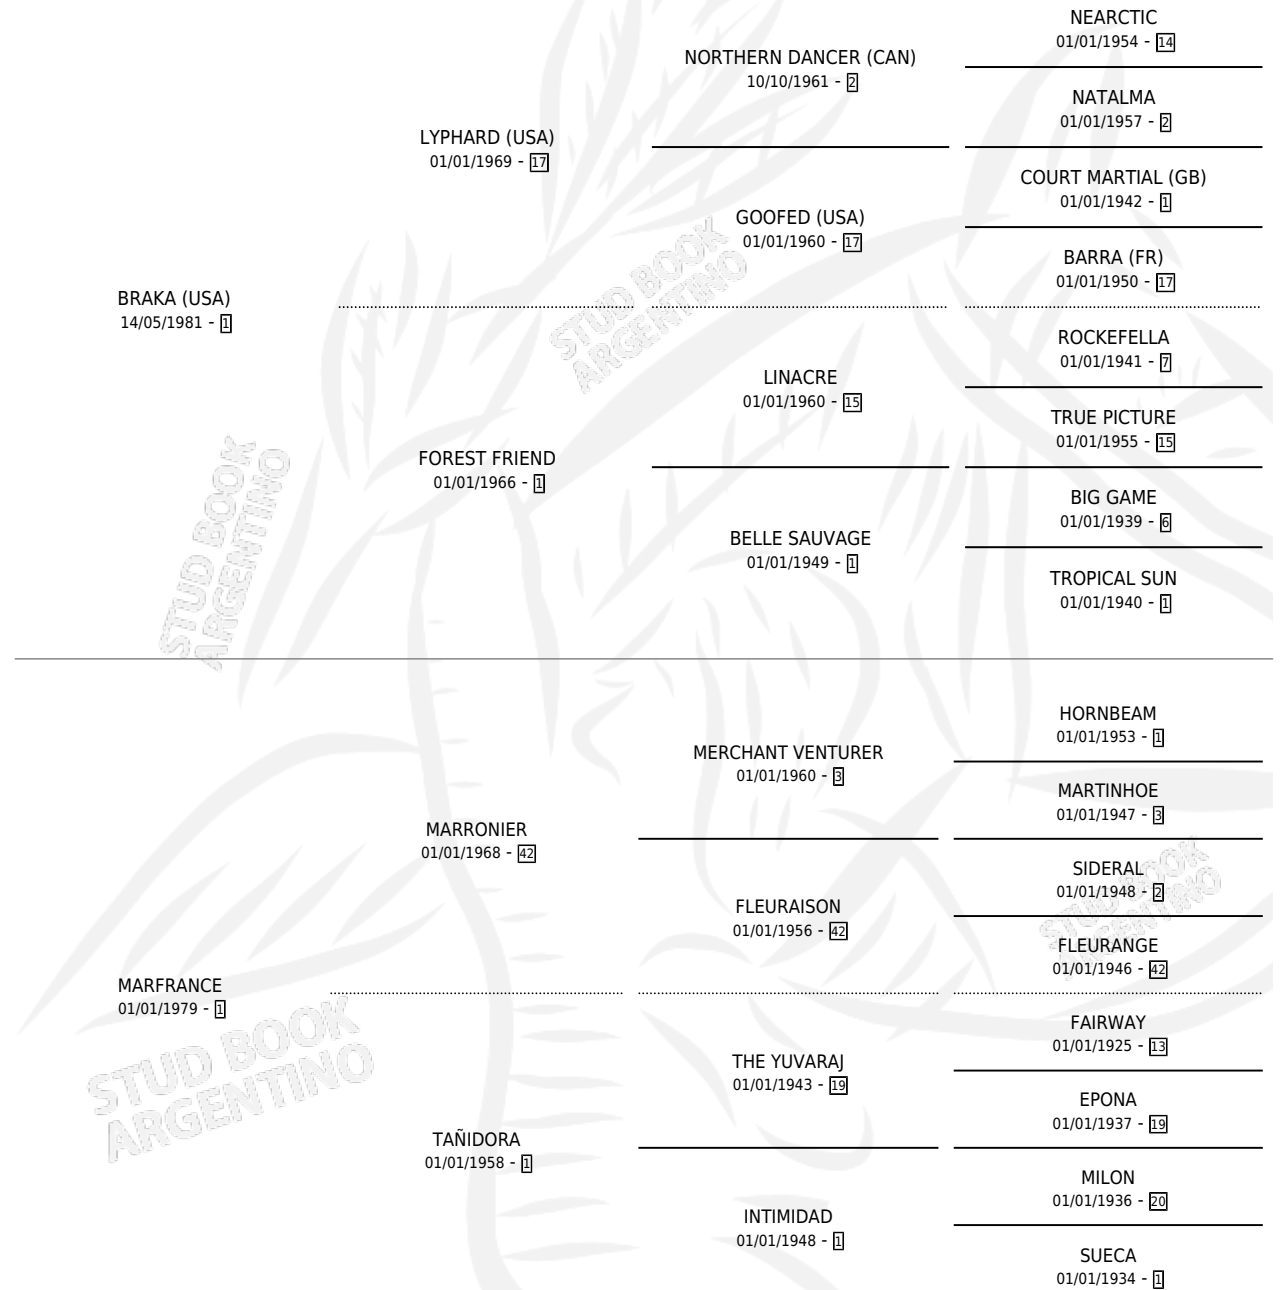 NEARCTIC
01/01/1954 - 14
NORTHERN DANCER (CAN)
10/10/1961 - 2
NATALMA
01/01/1957 - 2
LYPHARD (USA)
01/01/1969 - 17
COURT MARTIAL (GB)
01/01/1942 - 1
GOOFED (USA)
01/01/1960 - 17
BARRA (FR)
01/01/1950 - 17
BRAKA (USA)
14/05/1981 - 1
STUD BOOK
ARGENTINO
ROCKEFELLA
01/01/1941 - 7
LINACRE
01/01/1960 - 15
TRUE PICTURE
01/01/1955 - 15
FOREST FRIEND
01/01/1966 - 1
BIG GAME
01/01/1939 - 6
BELLE SAUVAGE
01/01/1949 - 1
TROPICAL SUN
01/01/1940 - 1
STUD BOOK
ARGENTINO
HORNBEAM
01/01/1953 - 1
MERCHANT VENTURER
01/01/1960 - 3
MARTINHOE
01/01/1947 - 3
MARRONIER
01/01/1968 - 42
SIDERAL
01/01/1948 - 2
FLEURAISON
01/01/1956 - 42
FLEURANGE
01/01/1946 - 42
STUD BOOK
ARGENTINO
MARFRANCE
01/01/1979 - 1
FAIRWAY
01/01/1925 - 13
THE YUVARAJ
01/01/1943 - 19
EPONA
01/01/1937 - 19
STUD BOOK
ARGENTINO
TAÑIDORA
01/01/1958 - 1
MILON
01/01/1936 - 20
INTIMIDAD
01/01/1948 - 1
SUECA
01/01/1934 - 1